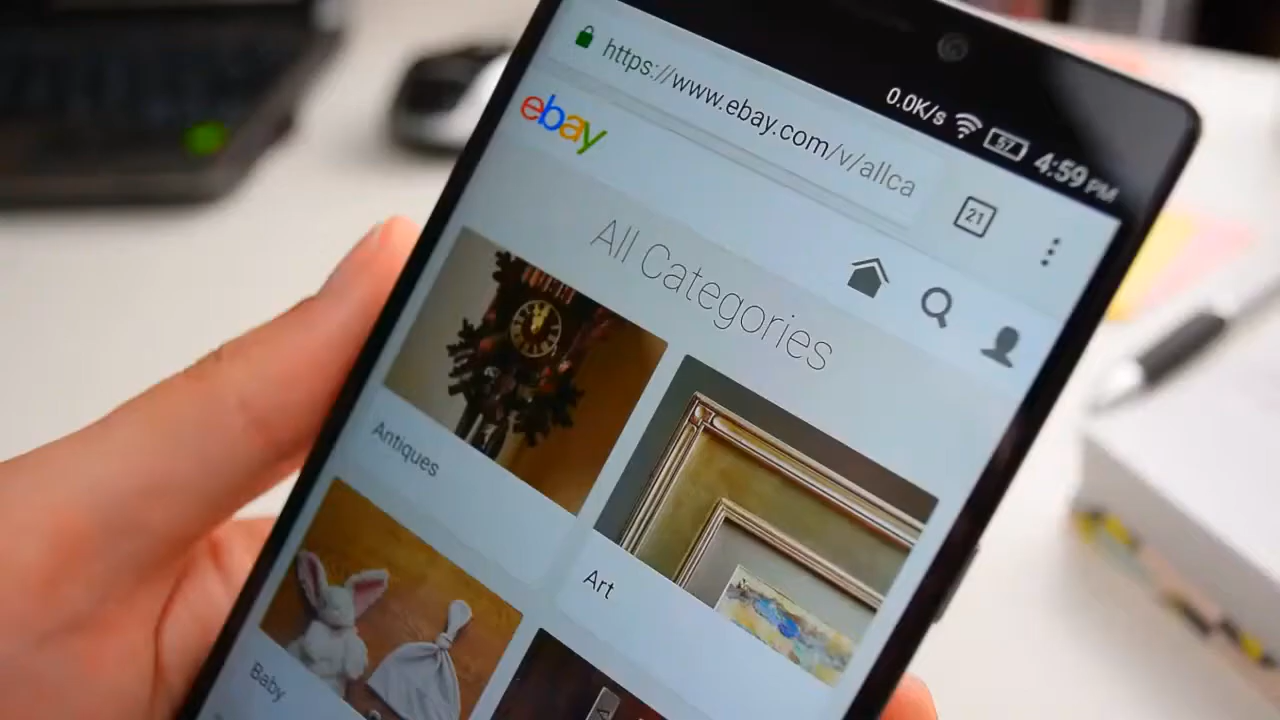 0.0K/s 57 4:59 PM
https://www.ebay.com/v/allca
21
ebay
All Categories
Antiques
Art
Baby